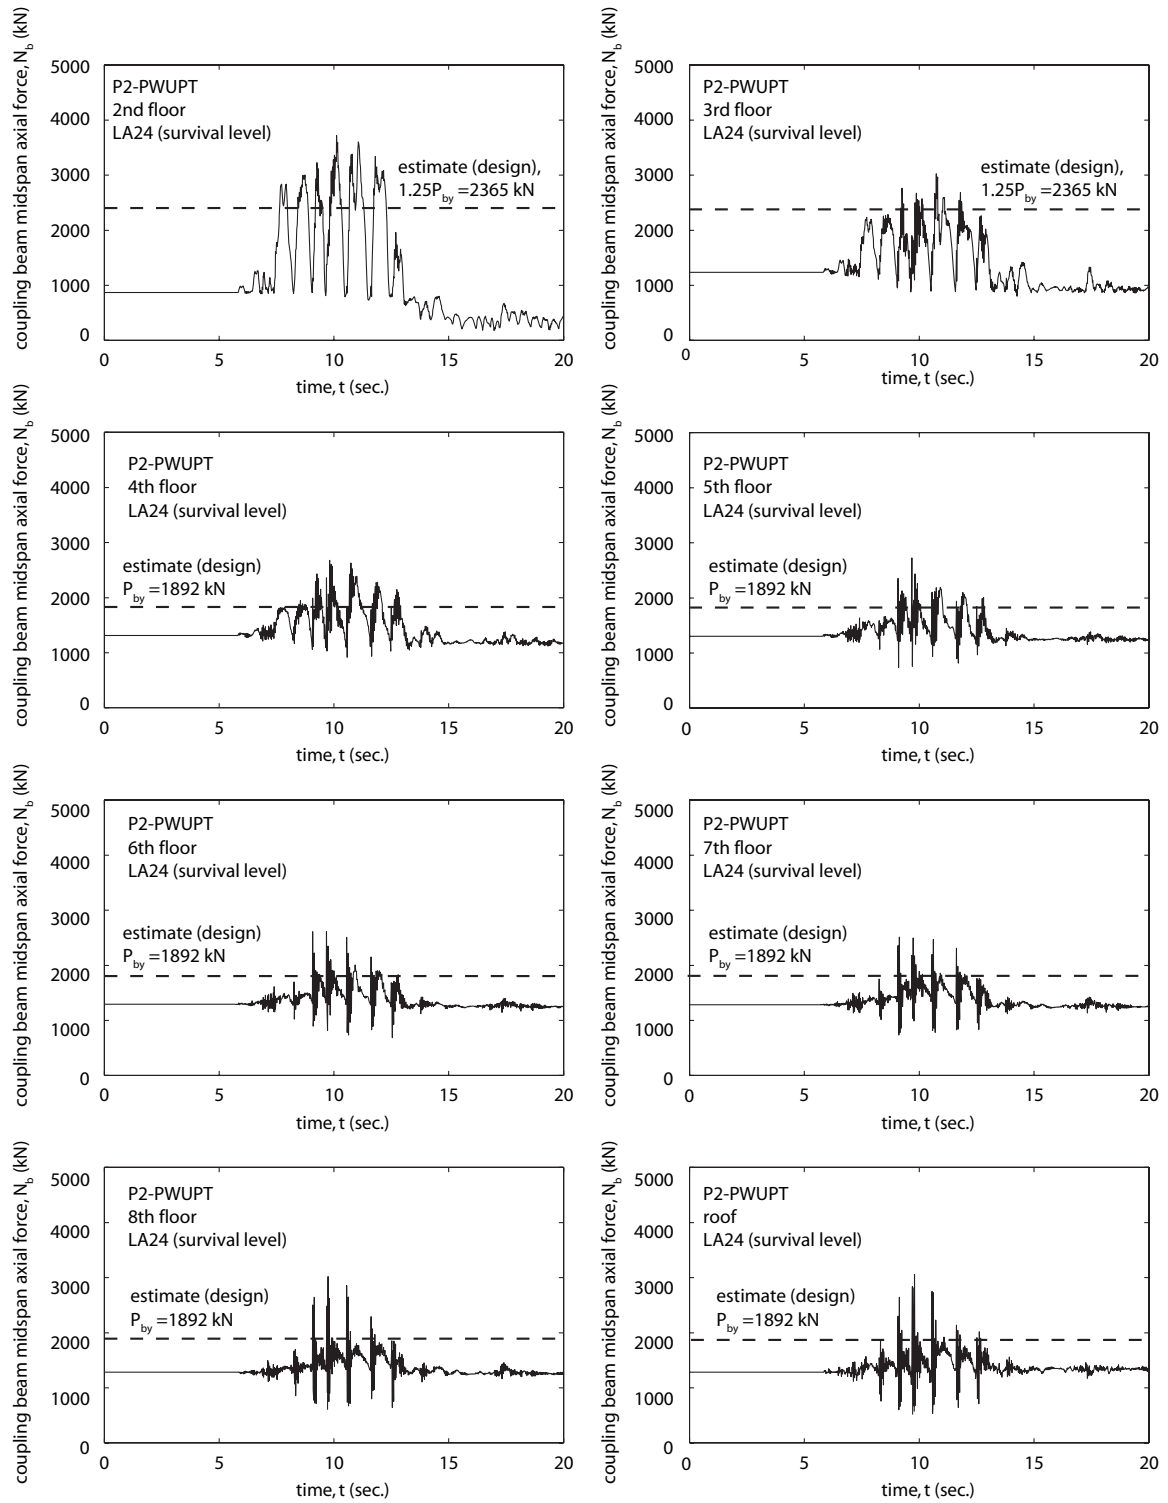 coupling beam midspan axial force, N_b (kN)
5000
4000
3000
2000
1000
0
P2-PWUPT
2nd floor
LA24 (survival level)
estimate (design),
1.25P_by =2365 kN
0 5 10 15 20
time, t (sec.)
coupling beam midspan axial force, N_b (kN)
5000
4000
3000
2000
1000
0
P2-PWUPT
3rd floor
LA24 (survival level)
estimate (design),
1.25P_by =2365 kN
0 5 10 15 20
time, t (sec.)
coupling beam midspan axial force, N_b (kN)
5000
4000
3000
2000
1000
0
P2-PWUPT
4th floor
LA24 (survival level)
estimate (design)
P_by =1892 kN
0 5 10 15 20
time, t (sec.)
coupling beam midspan axial force, N_b (kN)
5000
4000
3000
2000
1000
0
P2-PWUPT
5th floor
LA24 (survival level)
estimate (design)
P_by =1892 kN
0 5 10 15 20
time, t (sec.)
coupling beam midspan axial force, N_b (kN)
5000
4000
3000
2000
1000
0
P2-PWUPT
6th floor
LA24 (survival level)
estimate (design)
P_by =1892 kN
0 5 10 15 20
time, t (sec.)
coupling beam midspan axial force, N_b (kN)
5000
4000
3000
2000
1000
0
P2-PWUPT
7th floor
LA24 (survival level)
estimate (design)
P_by =1892 kN
0 5 10 15 20
time, t (sec.)
coupling beam midspan axial force, N_b (kN)
5000
4000
3000
2000
1000
0
P2-PWUPT
8th floor
LA24 (survival level)
estimate (design)
P_by =1892 kN
0 5 10 15 20
time, t (sec.)
coupling beam midspan axial force, N_b (kN)
5000
4000
3000
2000
1000
0
P2-PWUPT
roof
LA24 (survival level)
estimate (design)
P_by =1892 kN
0 5 10 15 20
time, t (sec.)